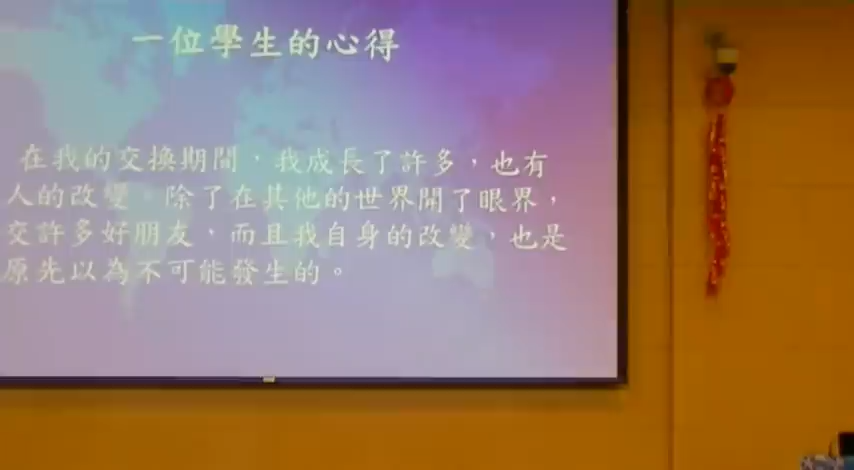 一位學生的心得
在我的交換期間，我成長了許多，也有
人的改變，除了在其他的世界開了眼界，
交許多好朋友，而且我自身的改變，也是
原先以為不可能發生的。